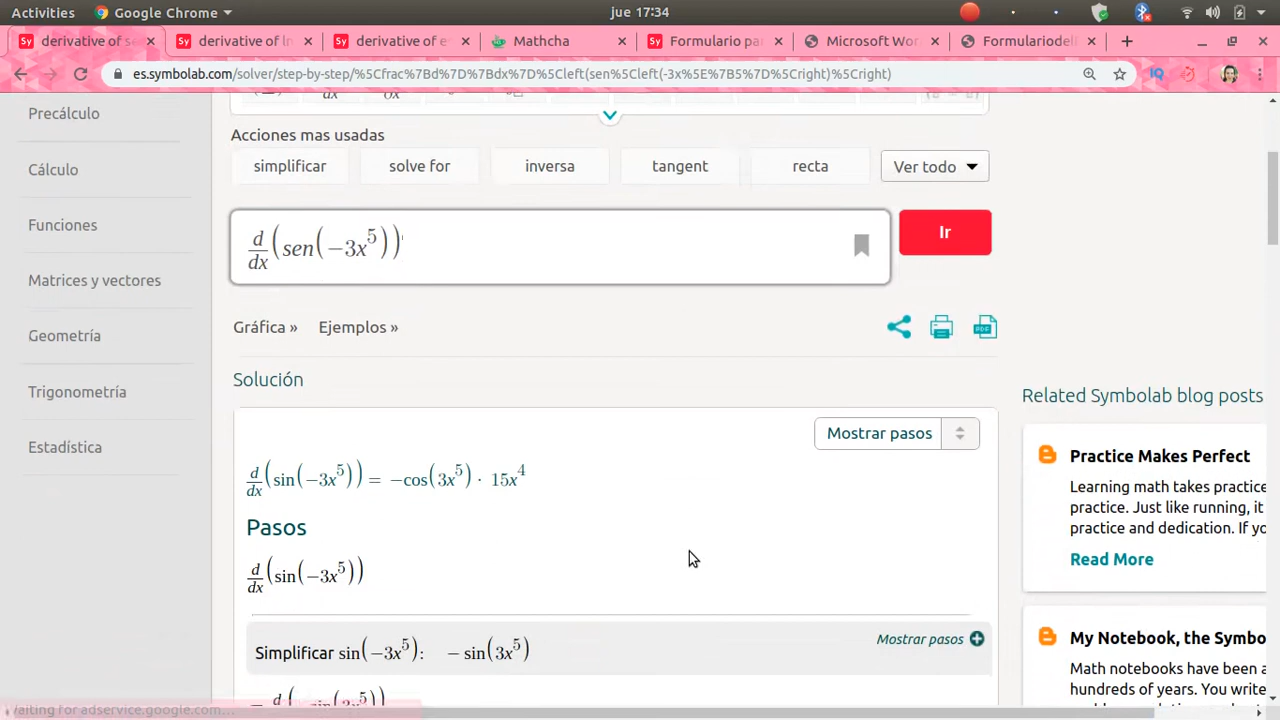 Activities Google Chrome jue 17:34
derivative of se derivative of ln derivative of e Mathcha Formulario pa Microsoft Wor Formulariodel
es.symbolab.com/solver/step-by-step/%5Cfrac%7Bd%7D%7Bdx%7D%5Cleft(sen%5Cleft(-3x%5E%7B5%7D%5Cright)%5Cright)
Precálculo
Cálculo
Funciones
Matrices y vectores
Geometría
Trigonometría
Estadística
Acciones mas usadas
simplificar solve for inversa tangent recta Ver todo
d/dx(sen(−3x^5))
Ir
Gráfica » Ejemplos »
Solución
Mostrar pasos
d/dx(sin(−3x^5)) = −cos(3x^5) · 15x^4
Pasos
d/dx(sin(−3x^5))
Simplificar sin(−3x^5): −sin(3x^5)
Mostrar pasos
Related Symbolab blog posts
Practice Makes Perfect
Learning math takes practice
practice. Just like running, it
practice and dedication. If yo
Read More
My Notebook, the Symbo
Math notebooks have been a
hundreds of years. You write
aiting for adservice.google.com...